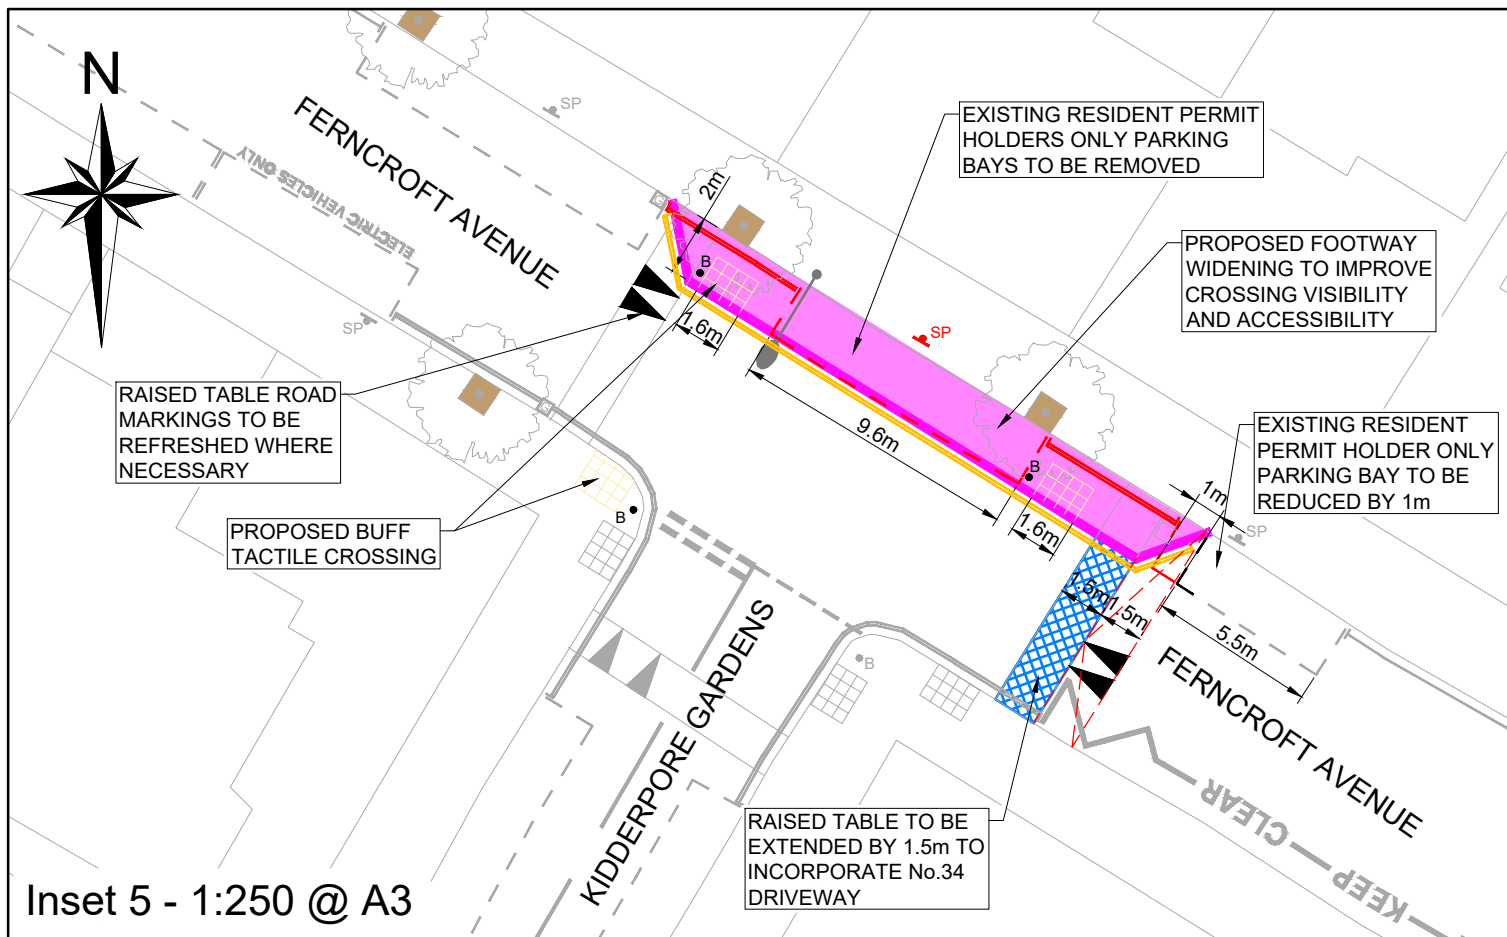 N
SP
FERNCROFT AVENUE
ELECTRIC VEHICLES ONLY
EXISTING RESIDENT PERMIT
HOLDERS ONLY PARKING
BAYS TO BE REMOVED
G
2m
B
SP
1.6m
SP
PROPOSED FOOTWAY
WIDENING TO IMPROVE
CROSSING VISIBILITY
AND ACCESSIBILITY
RAISED TABLE ROAD
MARKINGS TO BE
REFRESHED WHERE
NECESSARY
G
9.6m
EXISTING RESIDENT
PERMIT HOLDER ONLY
PARKING BAY TO BE
REDUCED BY 1m
B
1m
SP
1.6m
PROPOSED BUFF
TACTILE CROSSING
B
1.5m
1.5m
5.5m
B
KIDDERPORE GARDENS
FERNCROFT AVENUE
KEEP CLEAR
RAISED TABLE TO BE
EXTENDED BY 1.5m TO
INCORPORATE No.34
DRIVEWAY
Inset 5 - 1:250 @ A3